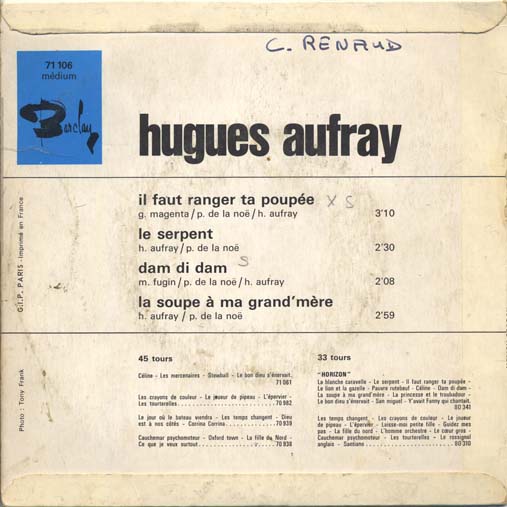 C. RENAUD
71 106
médium
Barclay
hugues aufray
il faut ranger ta poupée X S
g. magenta / p. de la noë / h. aufray 3'10
le serpent
h. aufray / p. de la noë 2'30
dam di dam S
m. fugin / p. de la noë / h. aufray 2'08
la soupe à ma grand'mère
h. aufray / p. de la noë 2'59
G.I.P. PARIS - Imprimé en France
Photo : Tony Frank
45 tours
Céline - Les mercenaires - Stewball - Le bon dieu s'énervait.
71 061
Les crayons de couleur - Le joueur de pipeau - L'épervier -
Les tourterelles. 70 982
Le jour où le bateau viendra - Les temps changent - Dieu
est à nos côtés - Corrina Corrina. 70 939
Cauchemar psychomoteur - Oxford town - La fille du Nord -
Ce que je veux surtout. 70 838
33 tours
"HORIZON"
La blanche caravelle - Le serpent - Il faut ranger ta poupée -
Le lion et la gazelle - Pauvre rutebeuf - Céline - Dam di dam -
La soupe à ma grand'mère - La princesse et le troubadour -
Le bon dieu s'énervait - San miguel - Y'avait Fanny qui chantait.
80 341
Les temps changent - Les crayons de couleur - Le joueur
de pipeau - L'épervier - Laisse-moi petite fille - Guidez mes
pas - La fille du nord - L'homme orchestre - Le cœur gros -
Cauchemar psychomoteur - Les tourterelles - Le rossignol
anglais - Santiano. 80 310